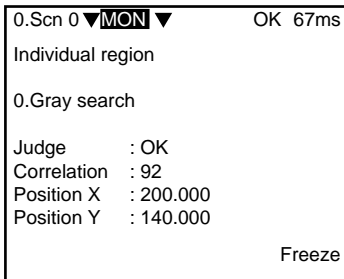 0.Scn 0▼MON ▼ OK 67ms
Individual region
0.Gray search
Judge : OK
Correlation : 92
Position X : 200.000
Position Y : 140.000
Freeze